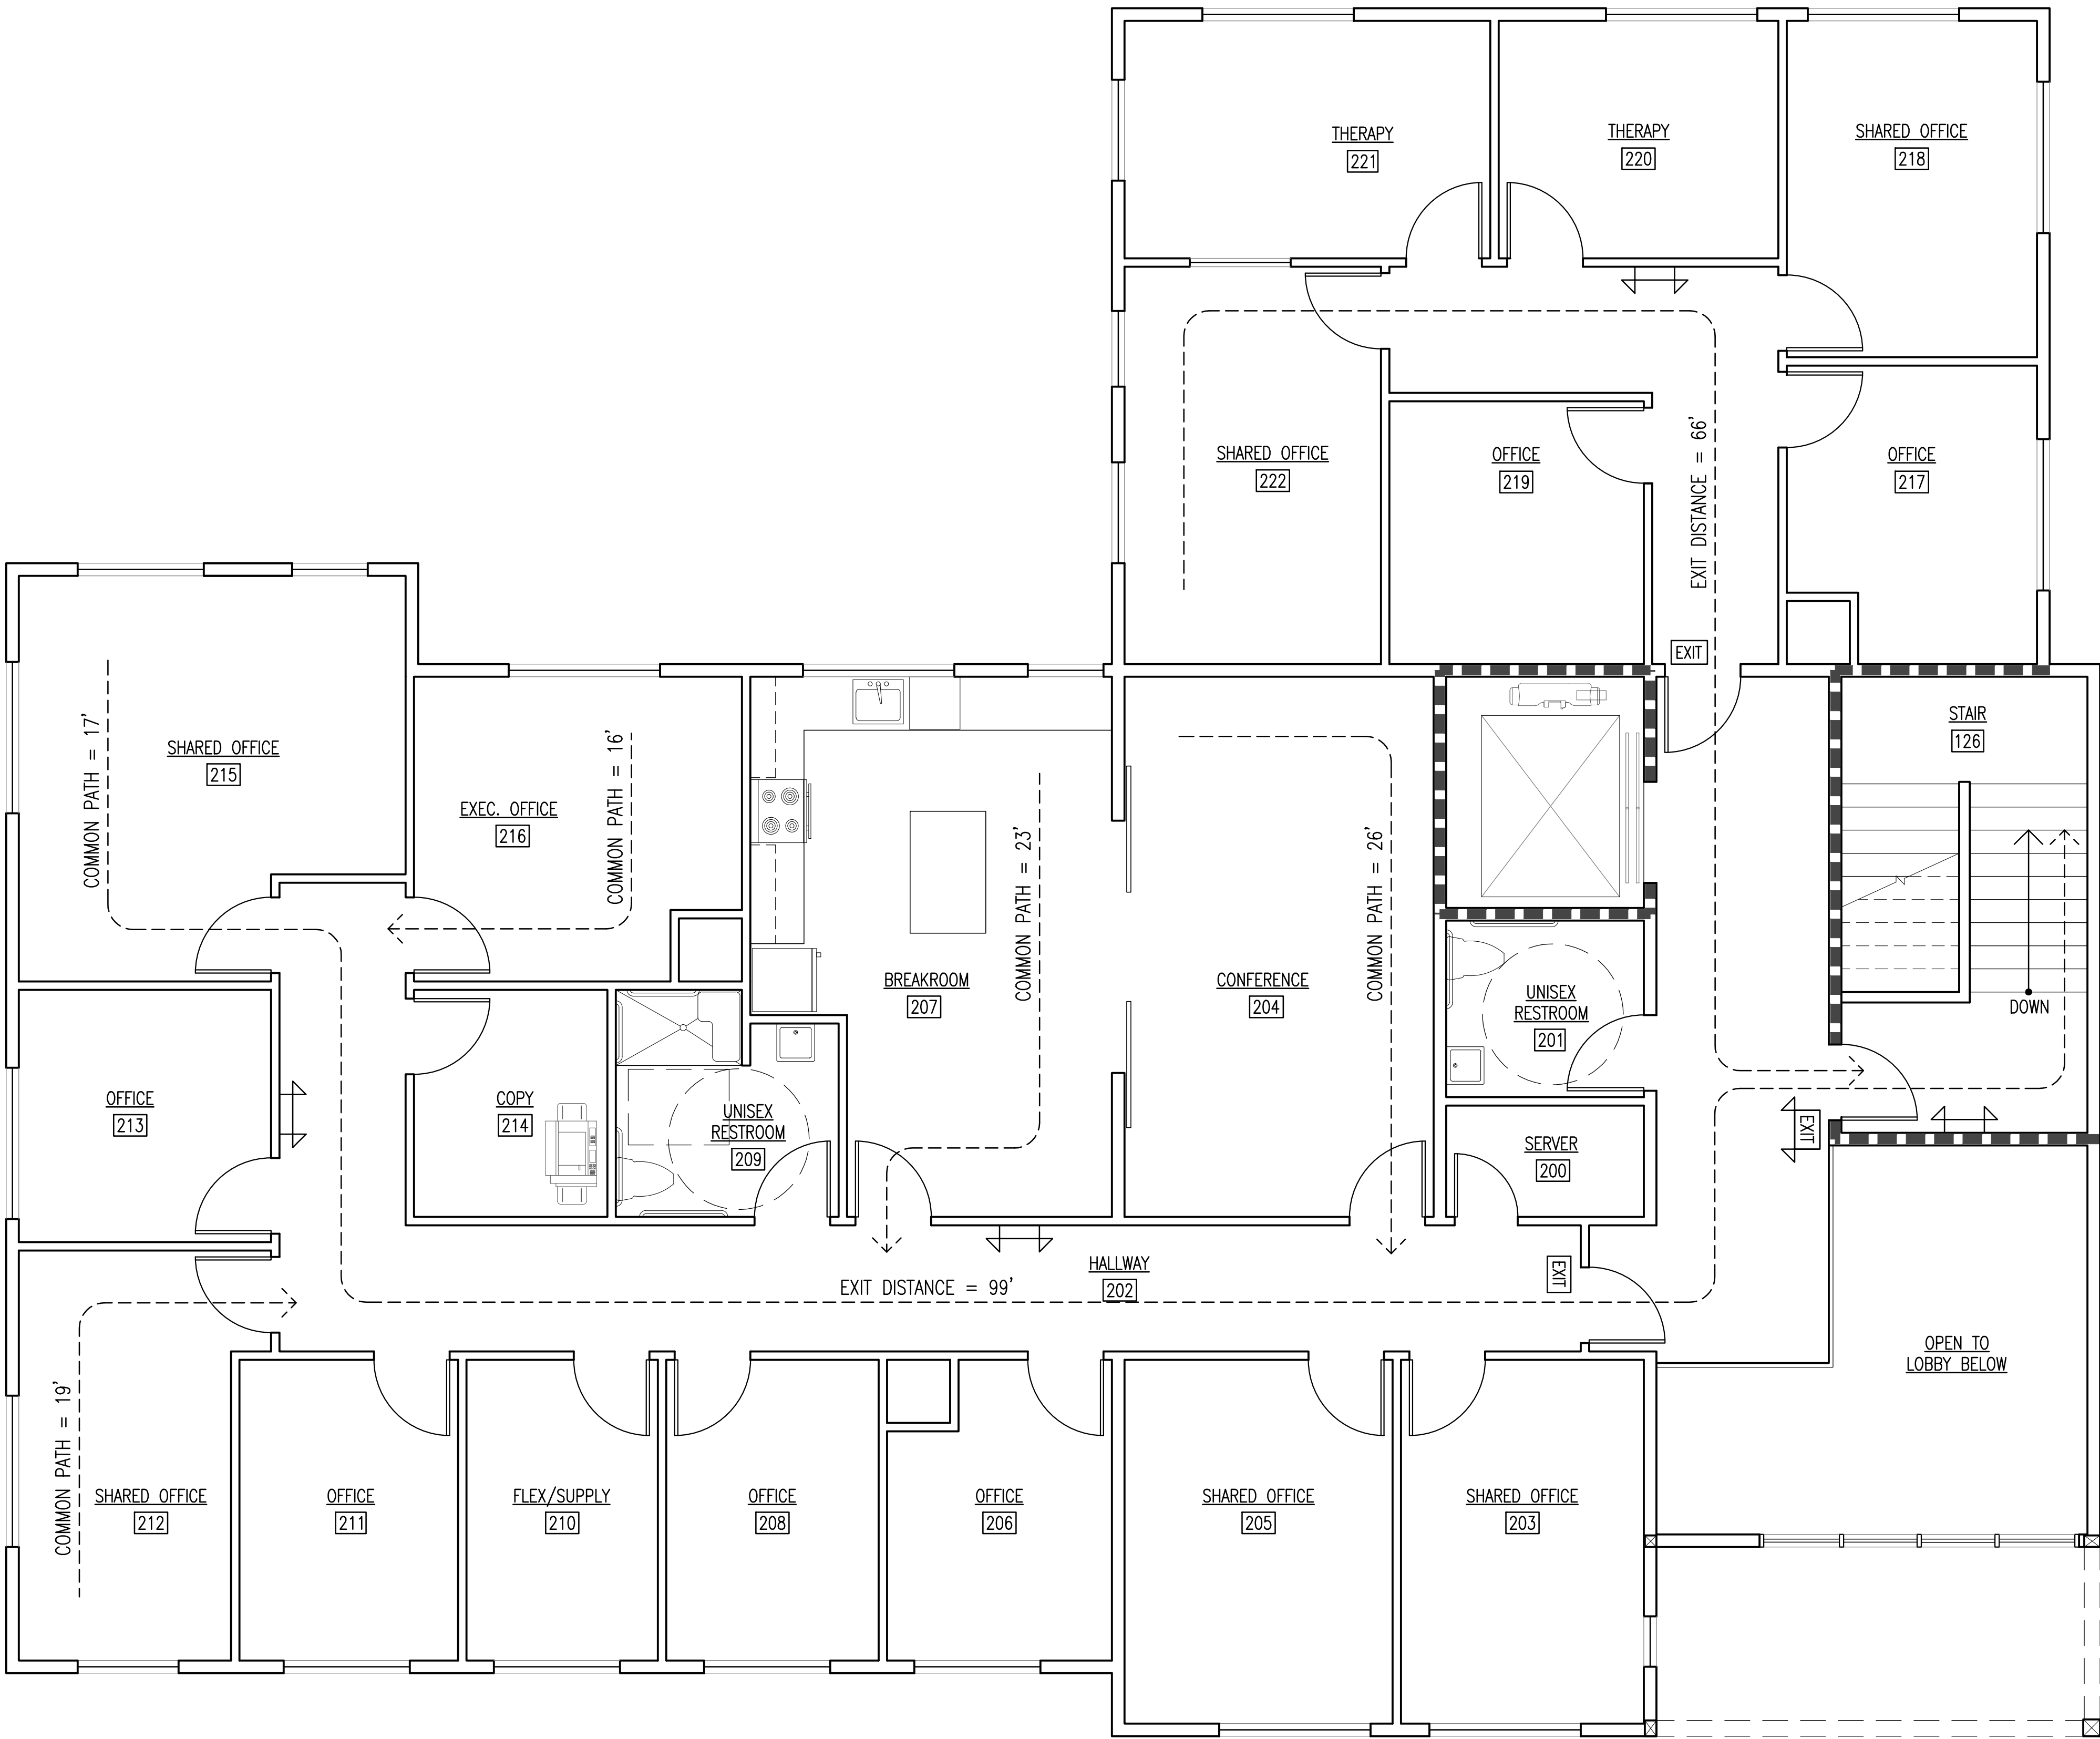 THERAPY
221
THERAPY
220
SHARED OFFICE
218
SHARED OFFICE
222
OFFICE
219
EXIT DISTANCE = 66'
OFFICE
217
EXIT
COMMON PATH = 17'
SHARED OFFICE
215
EXEC. OFFICE
216
COMMON PATH = 16'
BREAKROOM
207
COMMON PATH = 23'
CONFERENCE
204
COMMON PATH = 26'
STAIR
126
DOWN
UNISEX
RESTROOM
201
OFFICE
213
COPY
214
UNISEX
RESTROOM
209
SERVER
200
EXIT
HALLWAY
202
EXIT DISTANCE = 99'
EXIT
OPEN TO
LOBBY BELOW
COMMON PATH = 19'
SHARED OFFICE
212
OFFICE
211
FLEX/SUPPLY
210
OFFICE
208
OFFICE
206
SHARED OFFICE
205
SHARED OFFICE
203